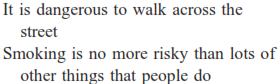 It is dangerous to walk across the
street
Smoking is no more risky than lots of
other things that people do